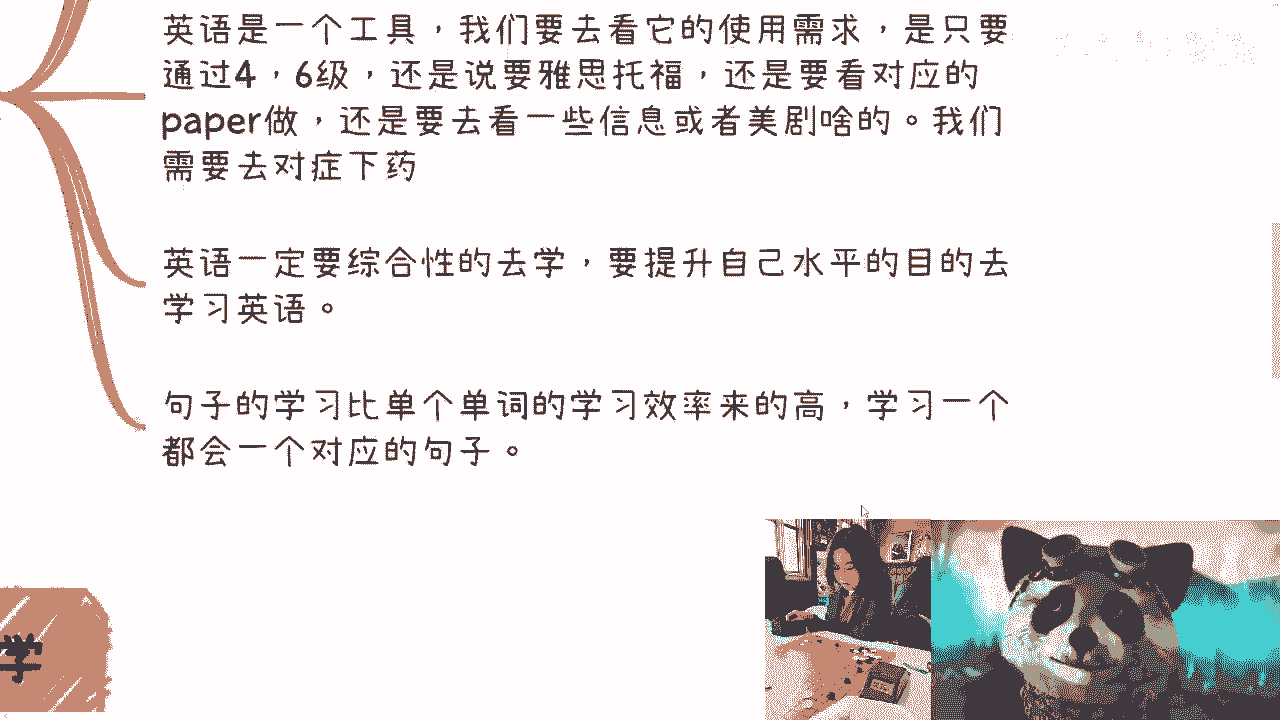 英语是一个工具，我们要去看它的使用需求，是只要
通过4，6级，还是说要雅思托福，还是要看对应的
paper做，还是要去看一些信息或者美剧啥的。我们
需要去对症下药
英语一定要综合性的去学，要提升自己水平的目的去
学习英语。
句子的学习比单个单词的学习效率来的高，学习一个
都会一个对应的句子。
学